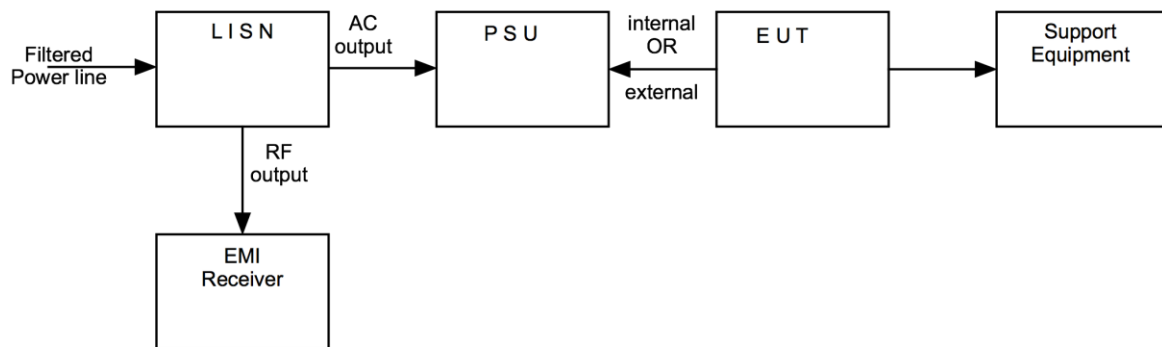 Filtered
Power line
L I S N
AC
output
P S U
internal
OR
external
E U T
Support
Equipment
RF
output
EMI
Receiver